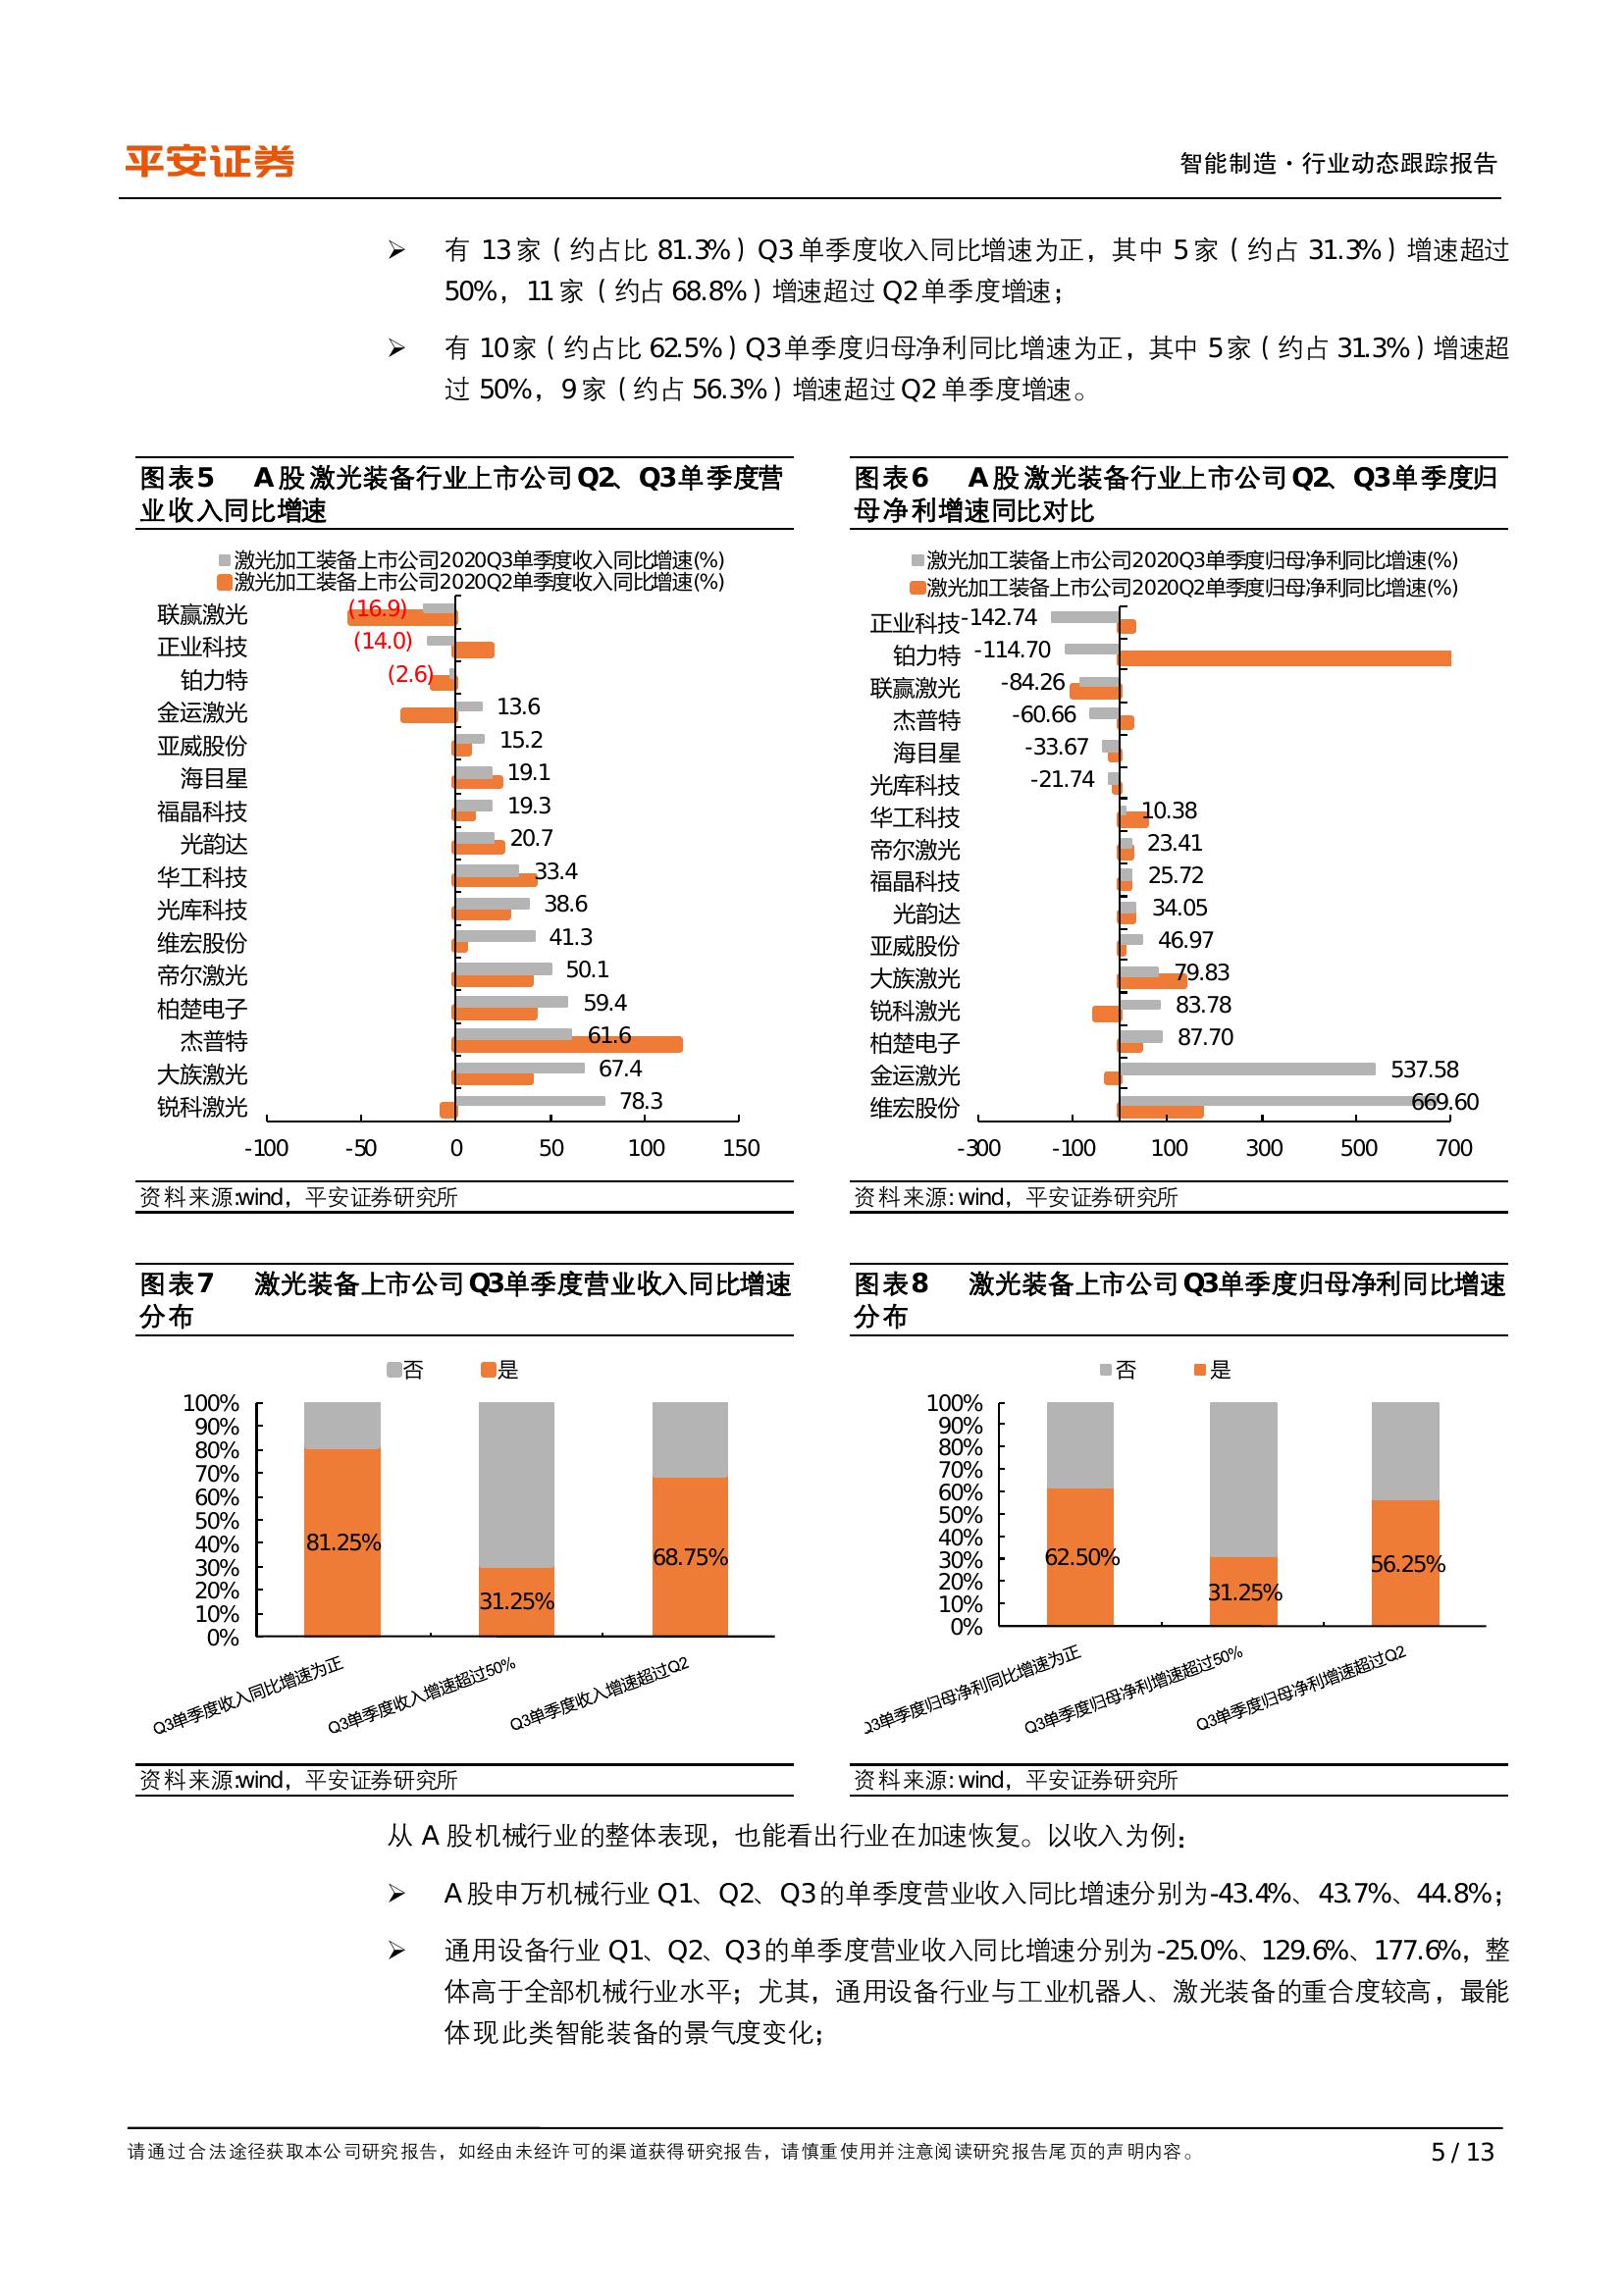 平安证券
智能制造·行业动态跟踪报告
➢ 有 13 家（约占比 81.3%）Q3 单季度收入同比增速为正，其中 5 家（约占 31.3%）增速超过
50%，11 家（约占 68.8%）增速超过 Q2 单季度增速；
➢ 有 10 家（约占比 62.5%）Q3 单季度归母净利同比增速为正，其中 5 家（约占 31.3%）增速超
过 50%，9 家（约占 56.3%）增速超过 Q2 单季度增速。
图表5 A 股激光装备行业上市公司 Q2、Q3 单季度营
业收入同比增速
激光加工装备上市公司2020Q3单季度收入同比增速(%)
激光加工装备上市公司2020Q2单季度收入同比增速(%)
联赢激光 (16.9)
正业科技 (14.0)
铂力特 (2.6)
金运激光 13.6
亚威股份 15.2
海目星 19.1
福晶科技 19.3
光韵达 20.7
华工科技 33.4
光库科技 38.6
维宏股份 41.3
帝尔激光 50.1
柏楚电子 59.4
杰普特 61.6
大族激光 67.4
锐科激光 78.3
-100 -50 0 50 100 150
资料来源:wind，平安证券研究所
图表6 A 股激光装备行业上市公司 Q2、Q3 单季度归
母净利增速同比对比
激光加工装备上市公司2020Q3单季度归母净利同比增速(%)
激光加工装备上市公司2020Q2单季度归母净利同比增速(%)
正业科技 -142.74
铂力特 -114.70
联赢激光 -84.26
杰普特 -60.66
海目星 -33.67
光库科技 -21.74
华工科技 10.38
帝尔激光 23.41
福晶科技 25.72
光韵达 34.05
亚威股份 46.97
大族激光 79.83
锐科激光 83.78
柏楚电子 87.70
金运激光 537.58
维宏股份 669.60
-300 -100 100 300 500 700
资料来源: wind，平安证券研究所
图表7 激光装备上市公司 Q3单季度营业收入同比增速
分布
否 是
100%
90%
80%
70%
60%
50%
40%
30%
20%
10%
0%
81.25% 31.25% 68.75%
Q3单季度收入同比增速为正 Q3单季度收入增速超过50% Q3单季度收入增速超过Q2
资料来源:wind，平安证券研究所
图表8 激光装备上市公司 Q3单季度归母净利同比增速
分布
否 是
100%
90%
80%
70%
60%
50%
40%
30%
20%
10%
0%
62.50% 31.25% 56.25%
Q3单季度归母净利同比增速为正 Q3单季度归母净利增速超过50% Q3单季度归母净利增速超过Q2
资料来源: wind，平安证券研究所
从 A 股机械行业的整体表现，也能看出行业在加速恢复。以收入为例：
➢ A 股申万机械行业 Q1、Q2、Q3 的单季度营业收入同比增速分别为-43.4%、43.7%、44.8%；
➢ 通用设备行业 Q1、Q2、Q3 的单季度营业收入同比增速分别为-25.0%、129.6%、177.6%，整
体高于全部机械行业水平；尤其，通用设备行业与工业机器人、激光装备的重合度较高，最能
体现此类智能装备的景气度变化；
请通过合法途径获取本公司研究报告，如经由未经许可的渠道获得研究报告，请慎重使用并注意阅读研究报告尾页的声明内容。
5 / 13